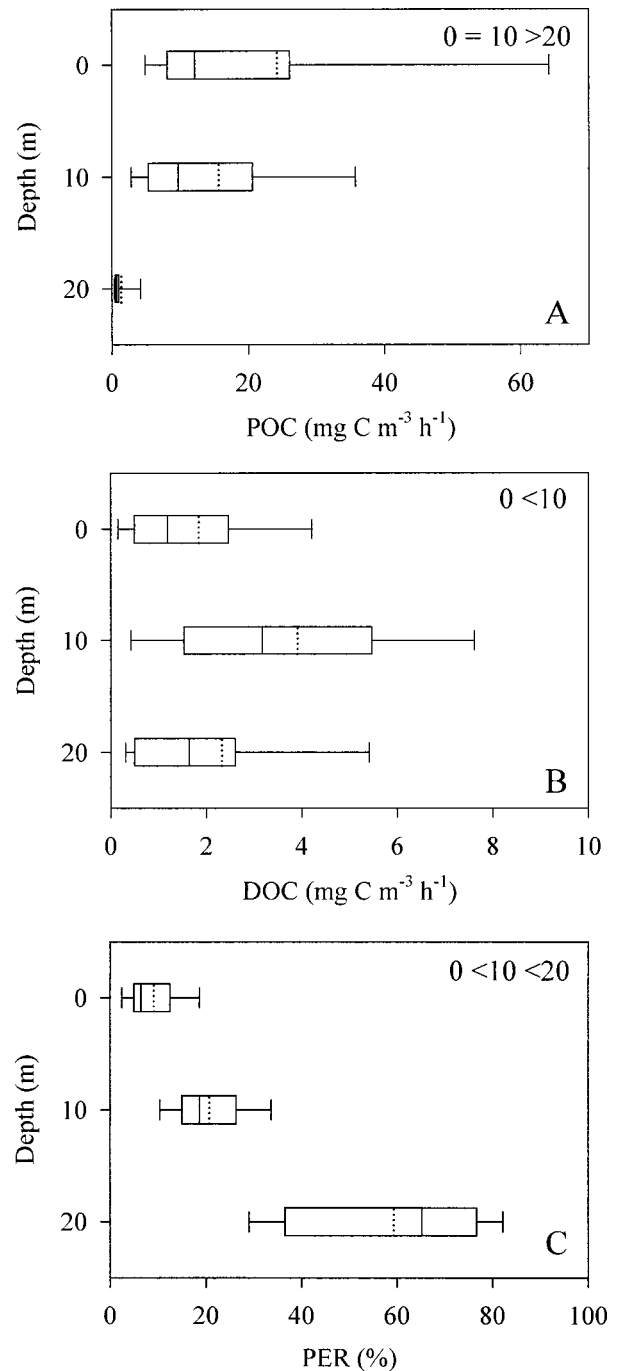 0 = 10 >20
0
10
20
Depth (m)
A
0 20 40 60
POC (mg C m⁻³ h⁻¹)
0 <10
0
10
20
Depth (m)
B
0 2 4 6 8 10
DOC (mg C m⁻³ h⁻¹)
0 <10 <20
0
10
20
Depth (m)
C
0 20 40 60 80 100
PER (%)